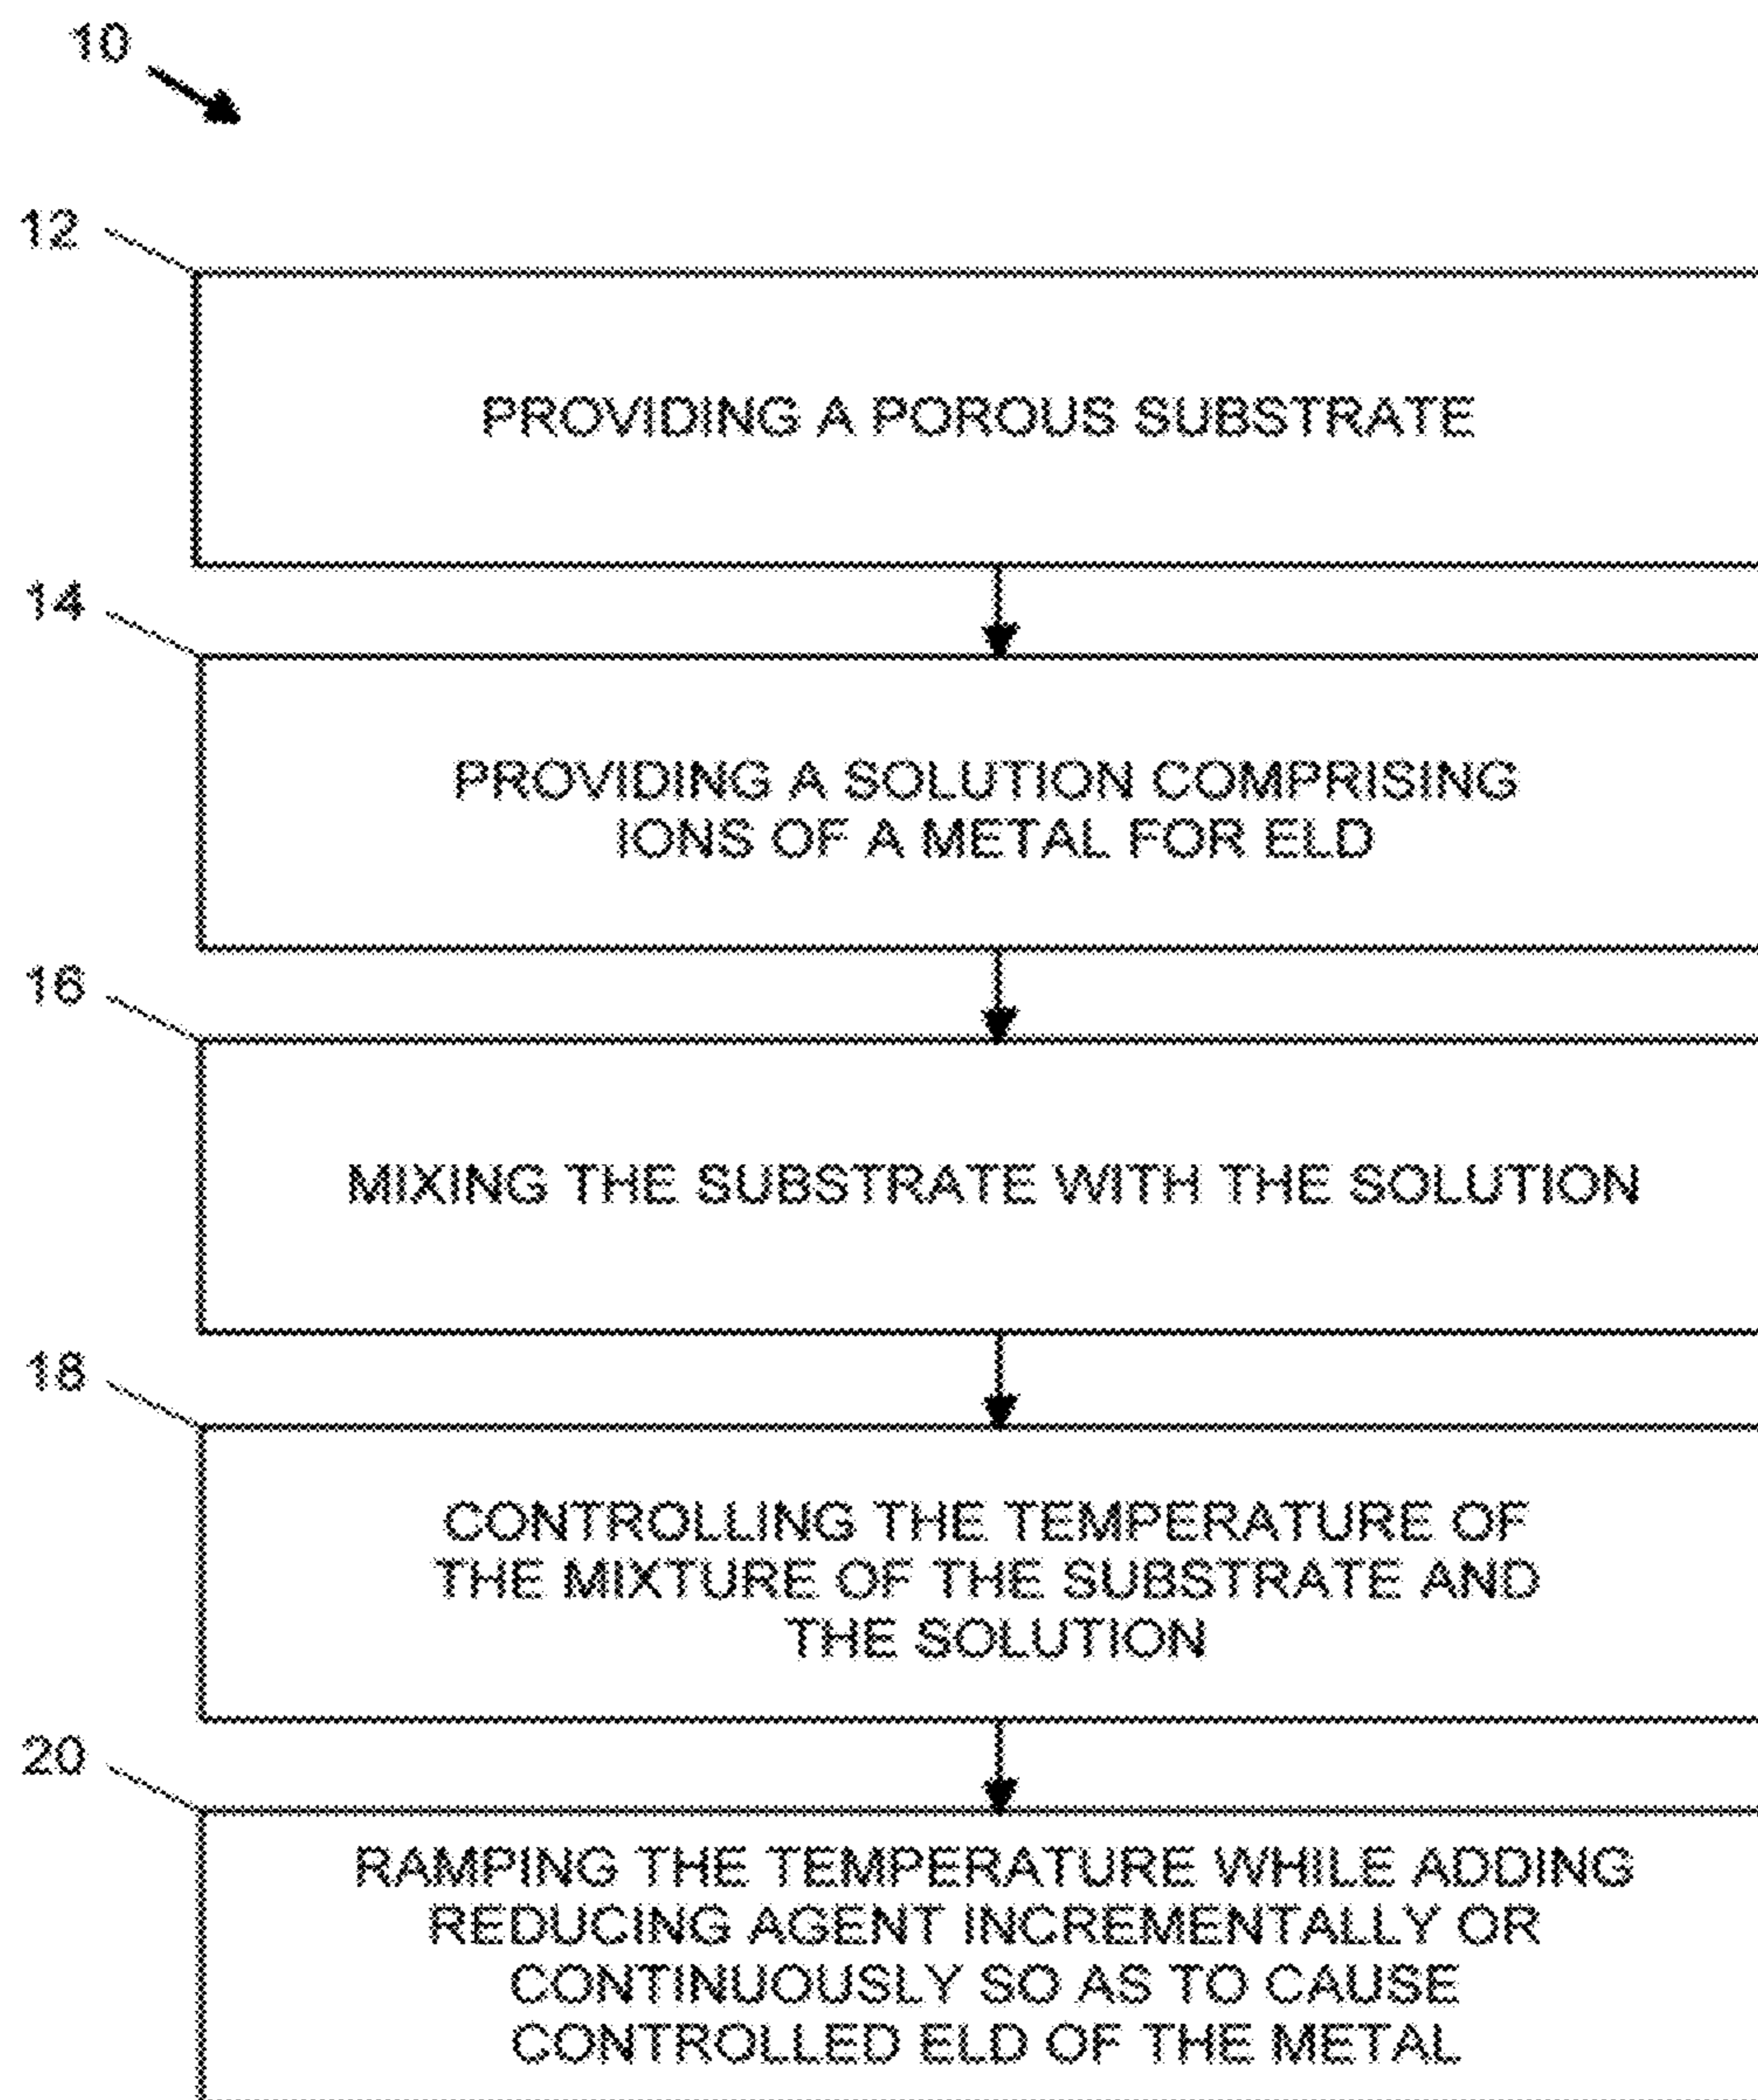 10
12
PROVIDING A POROUS SUBSTRATE
14
PROVIDING A SOLUTION COMPRISING
IONS OF A METAL FOR ELD
16
MIXING THE SUBSTRATE WITH THE SOLUTION
18
CONTROLLING THE TEMPERATURE OF
THE MIXTURE OF THE SUBSTRATE AND
THE SOLUTION
20
RAMPING THE TEMPERATURE WHILE ADDING
REDUCING AGENT INCREMENTALLY OR
CONTINUOUSLY SO AS TO CAUSE
CONTROLLED ELD OF THE METAL